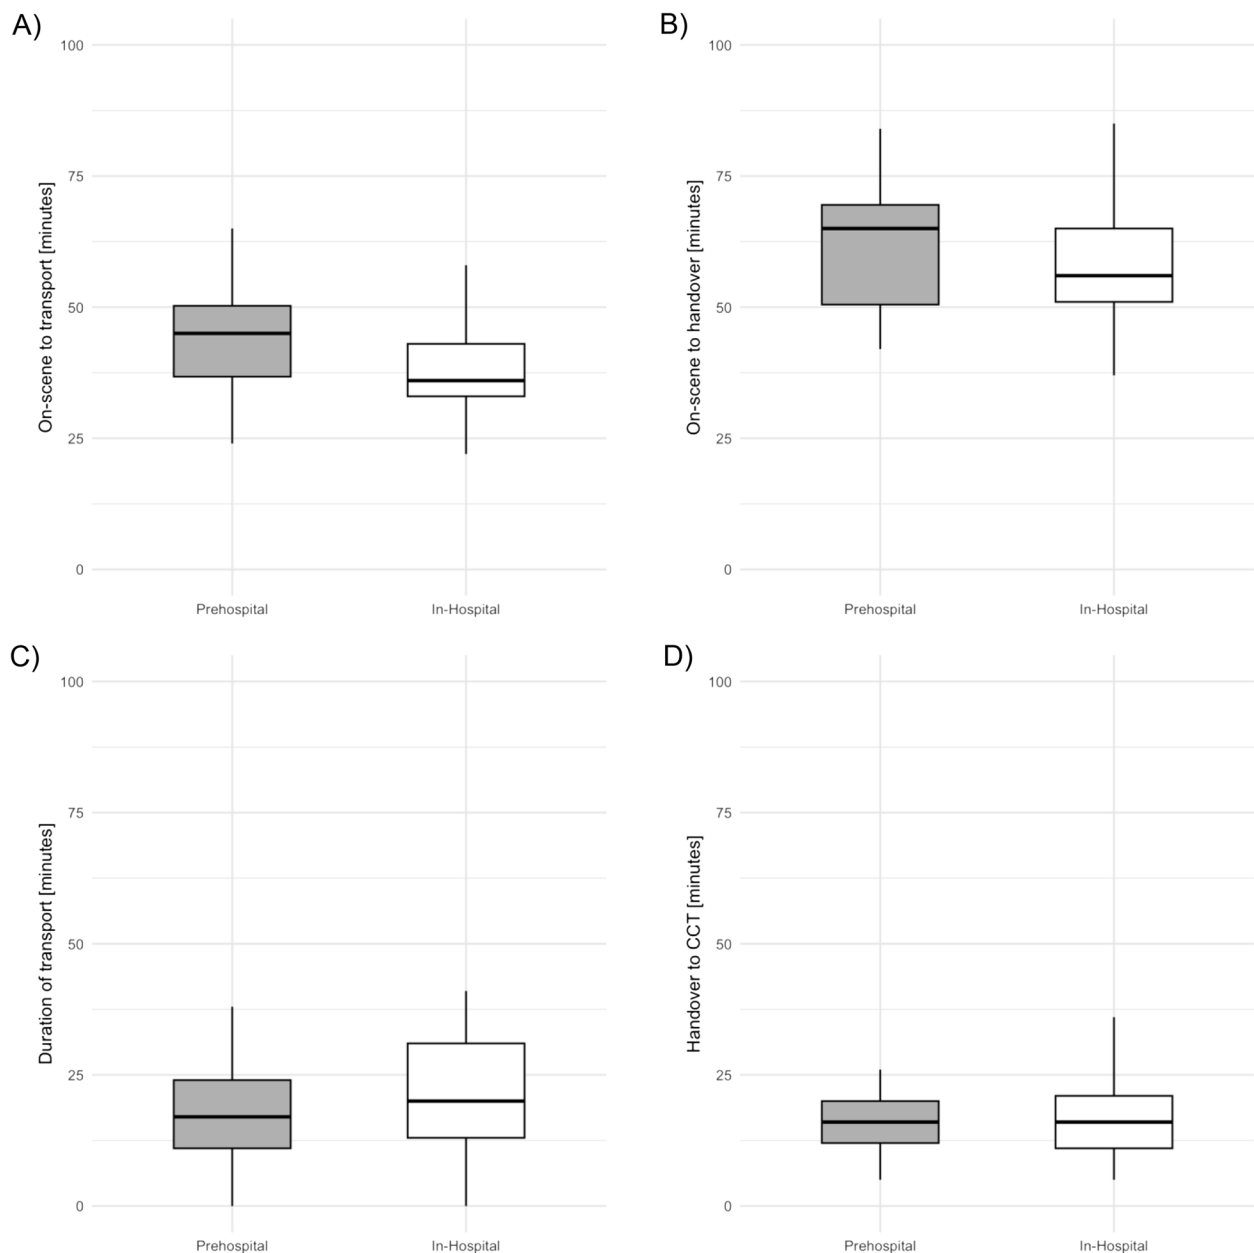 A)
On-scene to transport [minutes]
100
75
50
25
0
Prehospital
In-Hospital
B)
On-scene to handover [minutes]
100
75
50
25
0
Prehospital
In-Hospital
C)
Duration of transport [minutes]
100
75
50
25
0
Prehospital
In-Hospital
D)
Handover to CCT [minutes]
100
75
50
25
0
Prehospital
In-Hospital